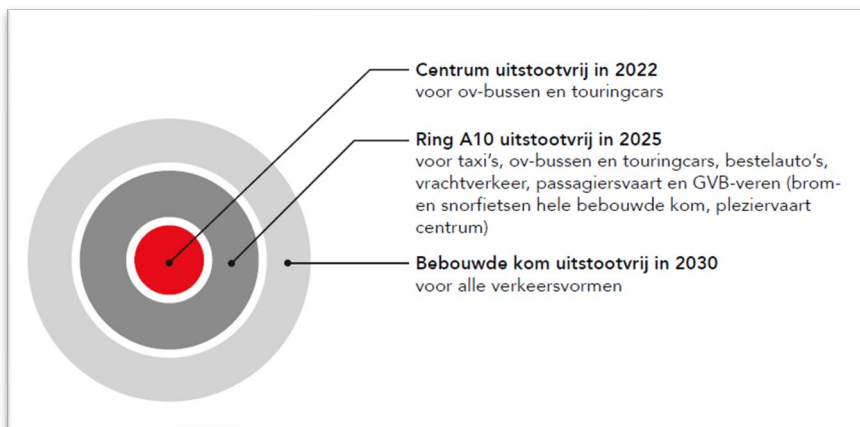 Centrum uitstootvrij in 2022
voor ov-bussen en touringcars
Ring A10 uitstootvrij in 2025
voor taxi's, ov-bussen en touringcars, bestelauto's,
vrachtverkeer, passagiersvaart en GVB-veren (brom-
en snorfietsen hele bebouwde kom, pleziervaart
centrum)
Bebouwde kom uitstootvrij in 2030
voor alle verkeersvormen